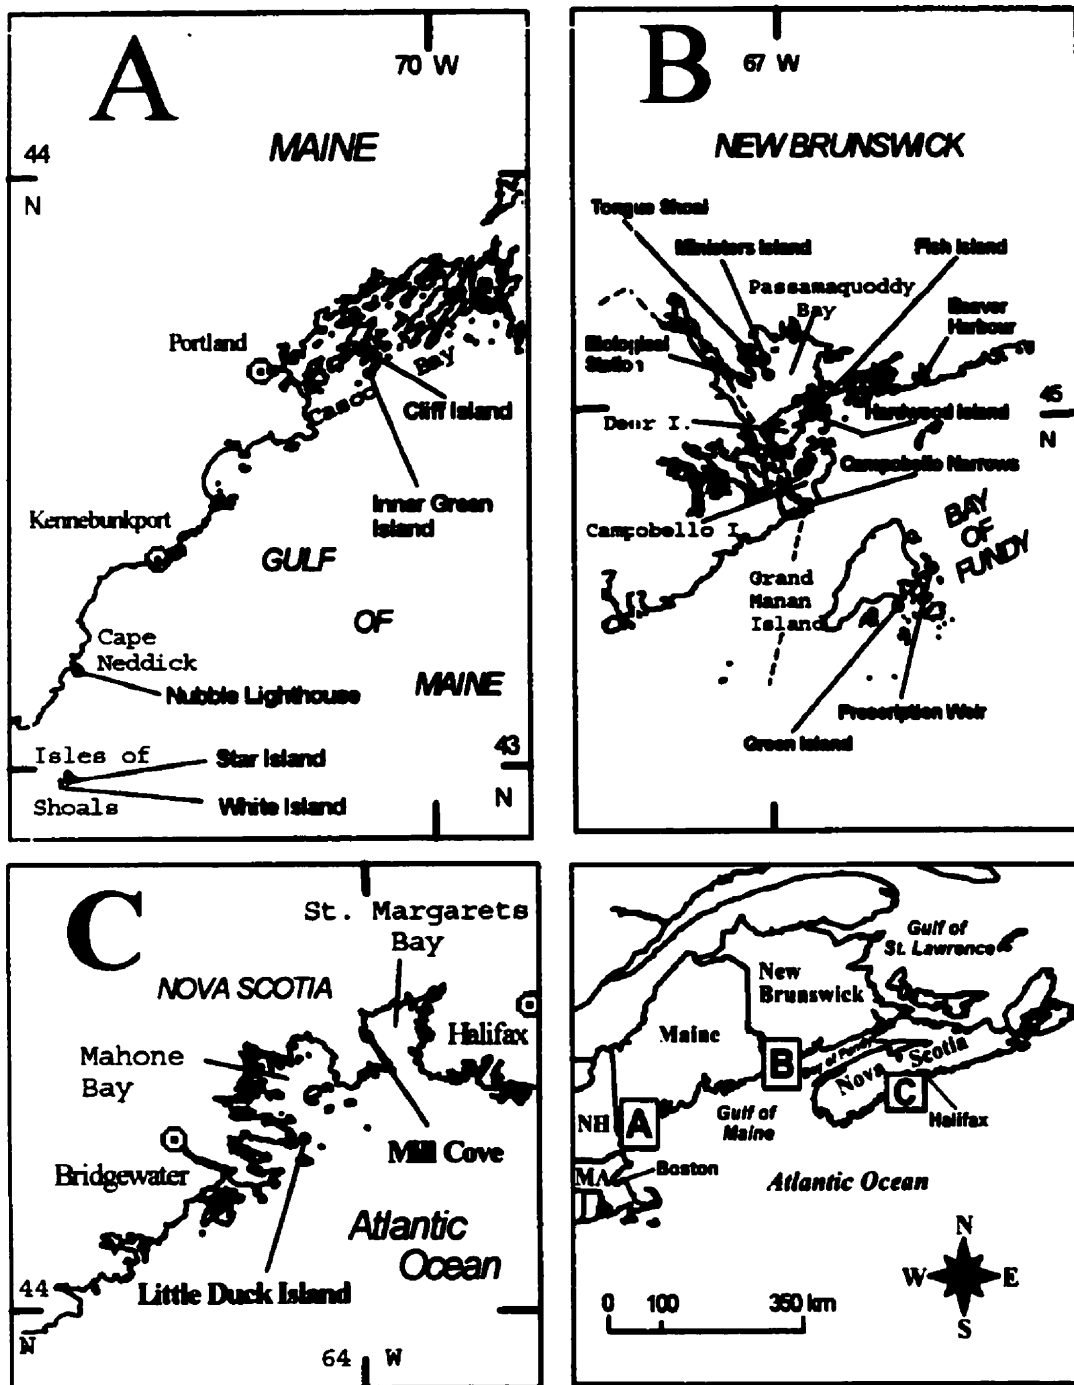 A
70 W
MAINE
44
N
Portland
Casco Bay
Cliff Island
Inner Green
Island
Kennebunkport
GULF
OF
MAINE
Cape
Neddick
Nubble Lighthouse
Isles of
Shoals
Star Island
White Island
43
N
B
67 W
NEW BRUNSWICK
Tongue Shoal
Ministers Island
Fish Island
Passamaquoddy
Bay
Beaver
Harbour
Biological
Station
Deer I.
Hardwood Island
45
N
Campobello Narrows
Campobello I.
BAY
OF
FUNDY
Grand
Manan
Island
Prescription Weir
Green Island
C
St. Margarets
Bay
NOVA SCOTIA
Halifax
Mahone
Bay
Mill Cove
Bridgewater
Atlantic
Ocean
Little Duck Island
44
N
64 W
Gulf of
St. Lawrence
New
Brunswick
Maine
B
Bay of Fundy
Nova Scotia
C
Halifax
NH
A
Gulf of
Maine
MA
Boston
Atlantic Ocean
N
W
E
S
0 100 350 km